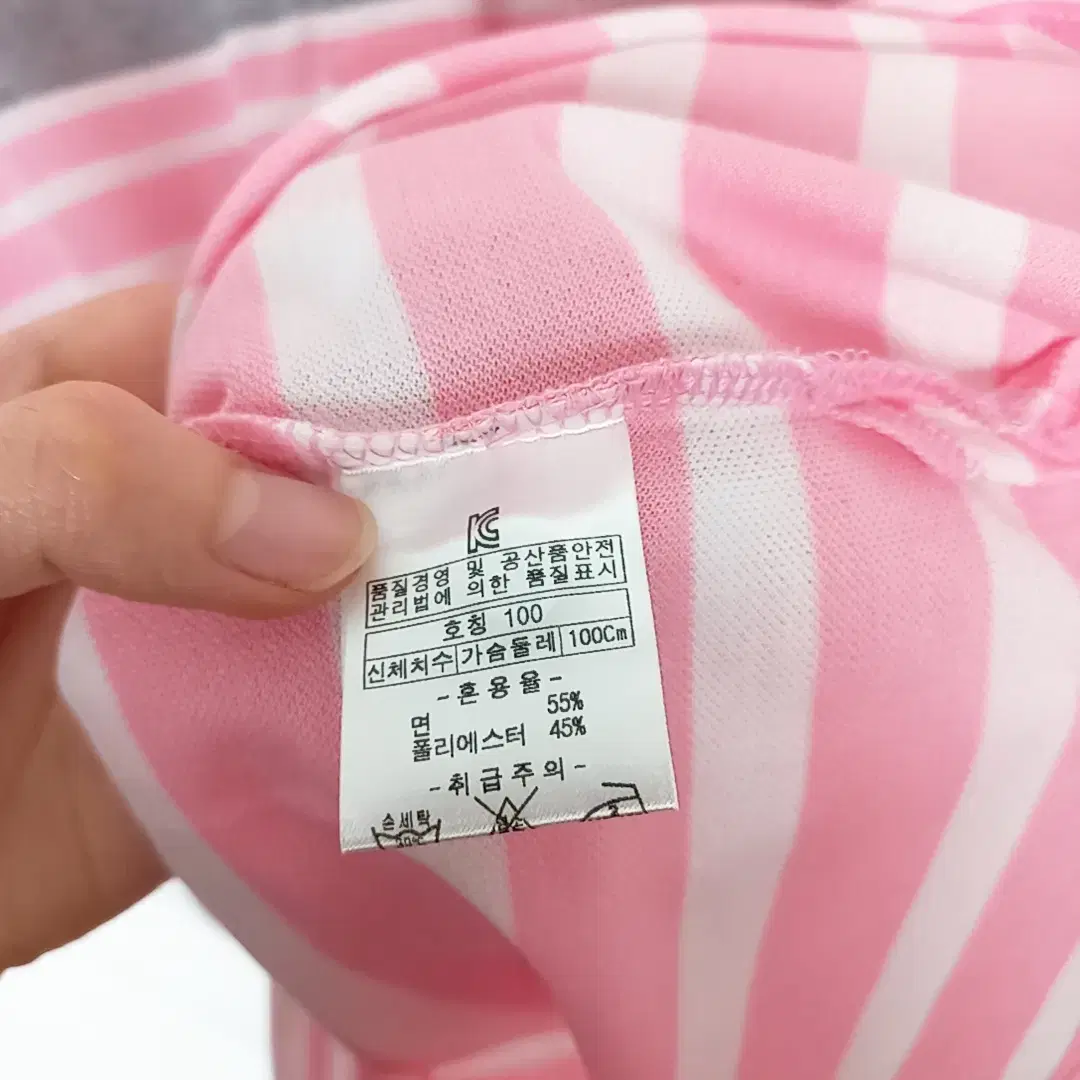 KC
품질경영 및 공산품안전
관리법에 의한 품질표시
호칭 100
신체치수 가슴둘레 100Cm
-혼용율-
면 55%
폴리에스터 45%
-취급주의-
손세탁
30℃